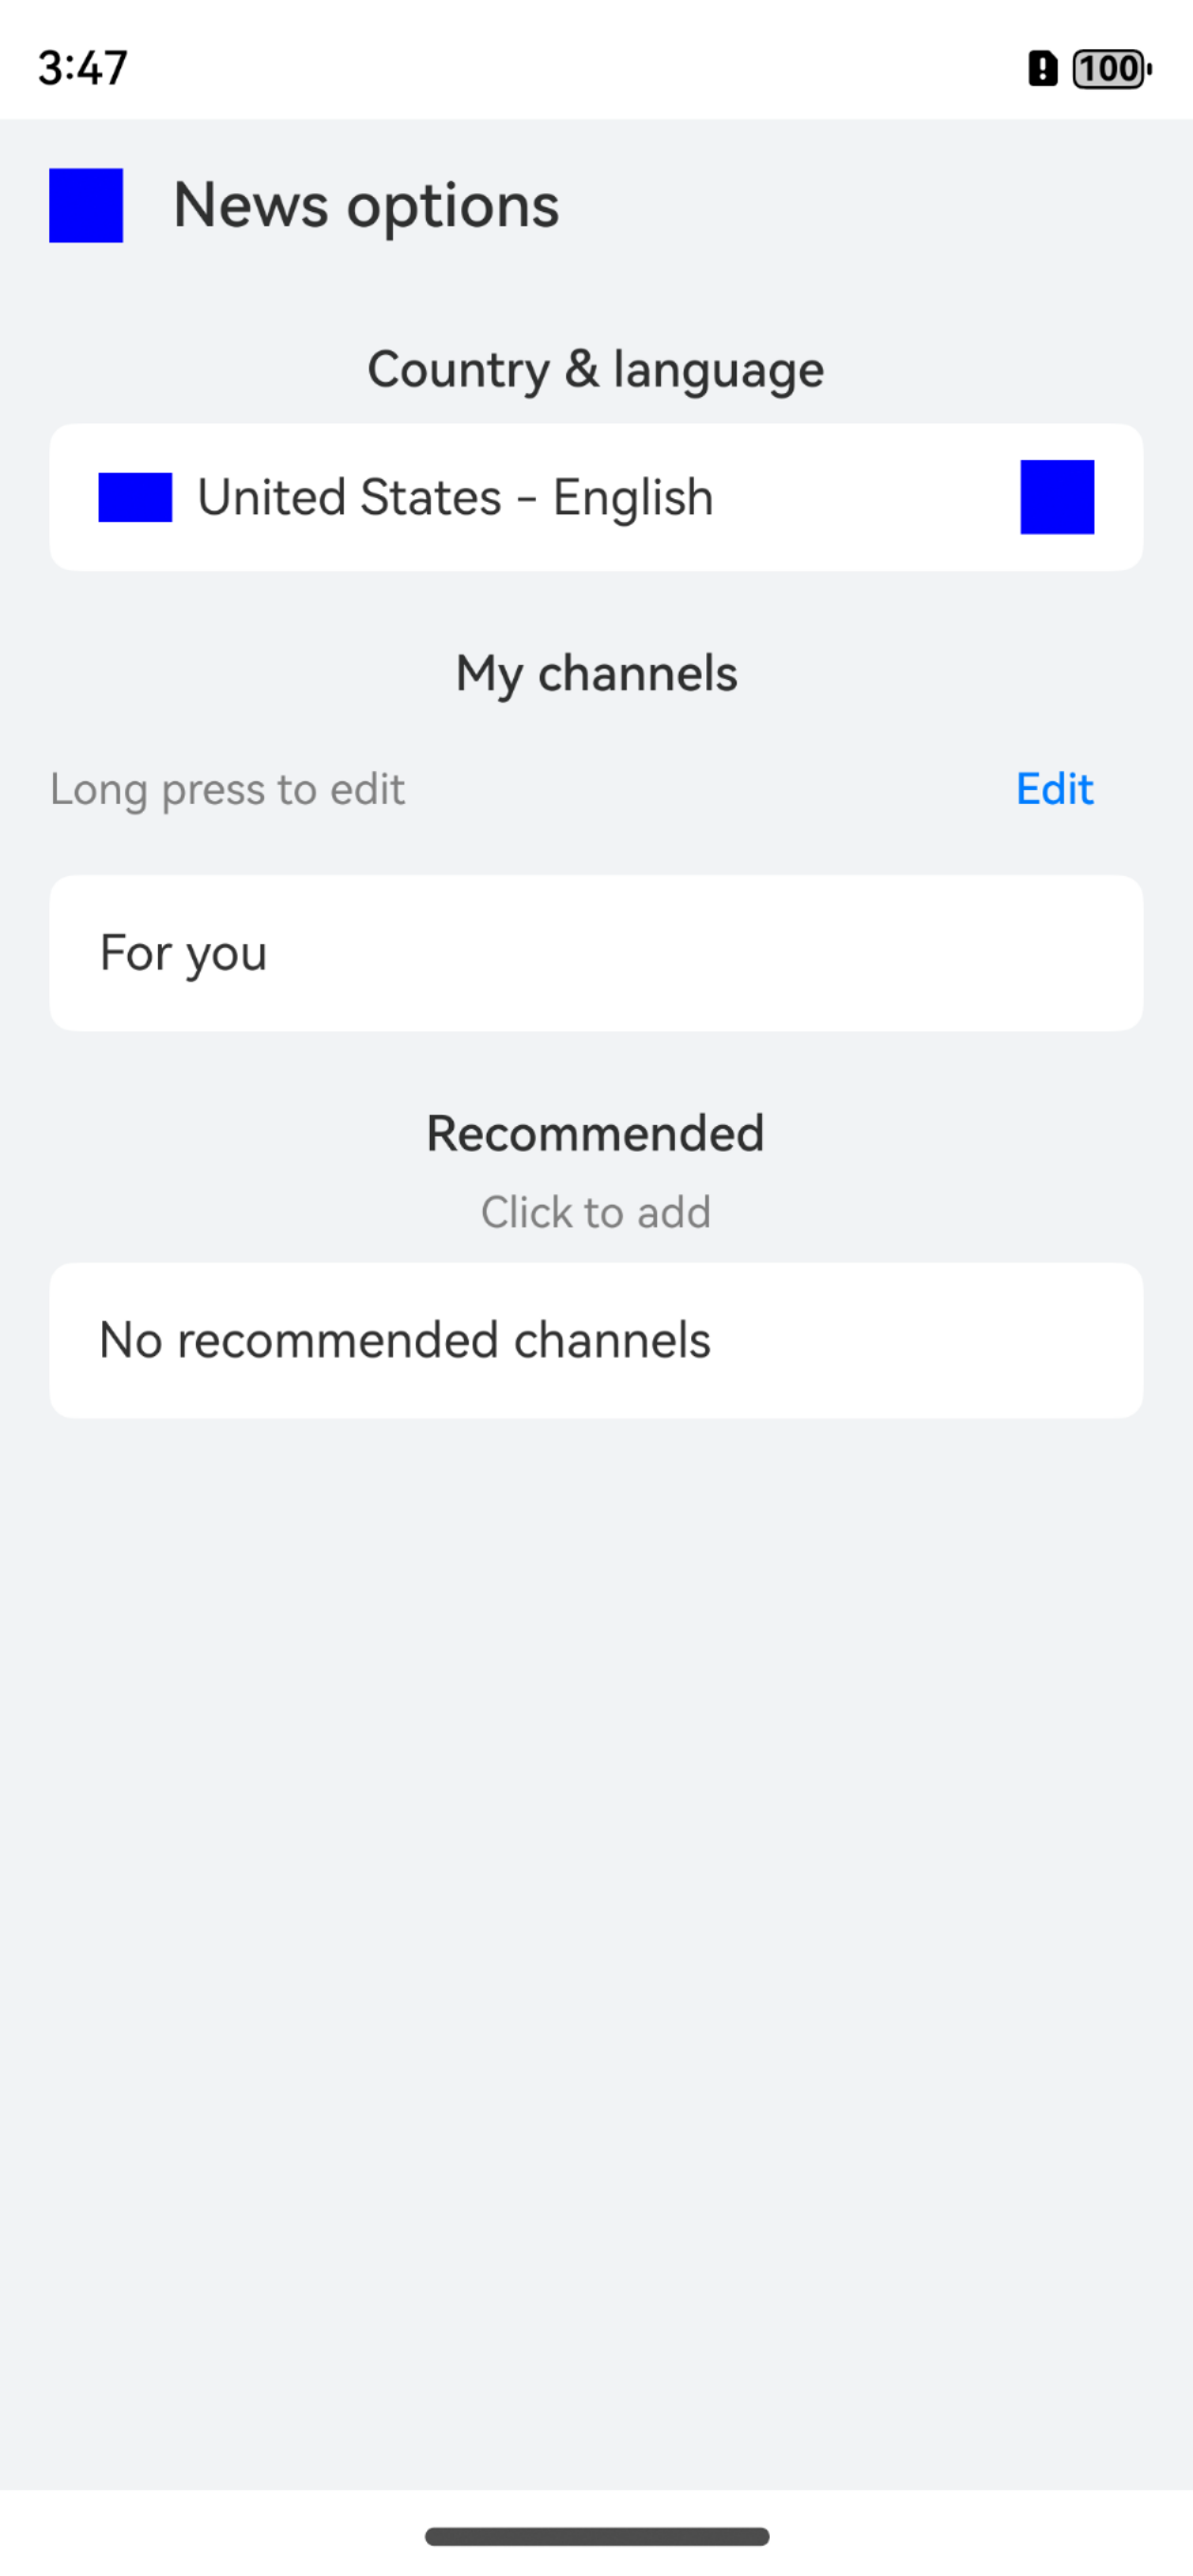 3:47
100
News options
Country & language
United States - English
My channels
Long press to edit
Edit
For you
Recommended
Click to add
No recommended channels